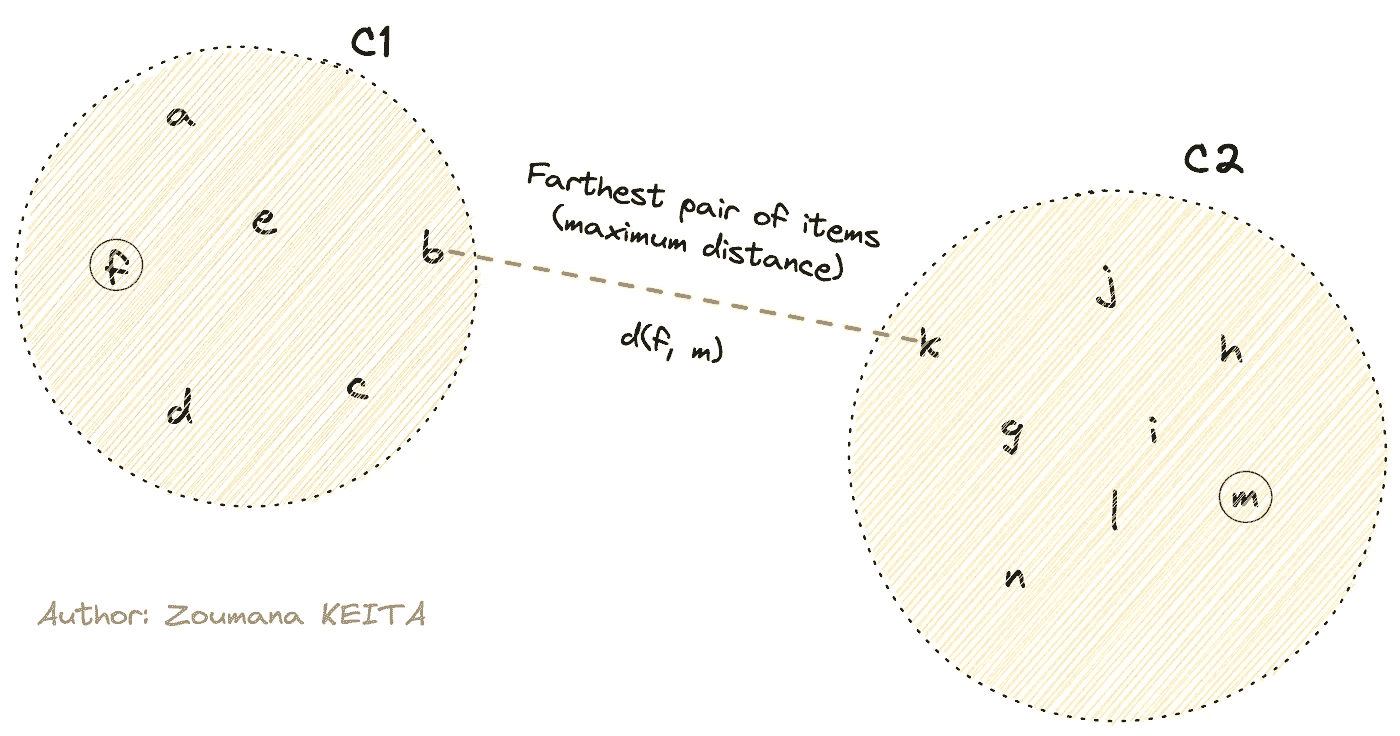 C1
a
e
f
b
c
d
Farthest pair of items
(maximum distance)
d(f, m)
C2
j
k
h
g
i
l
m
n
Author: Zoumana KEITA